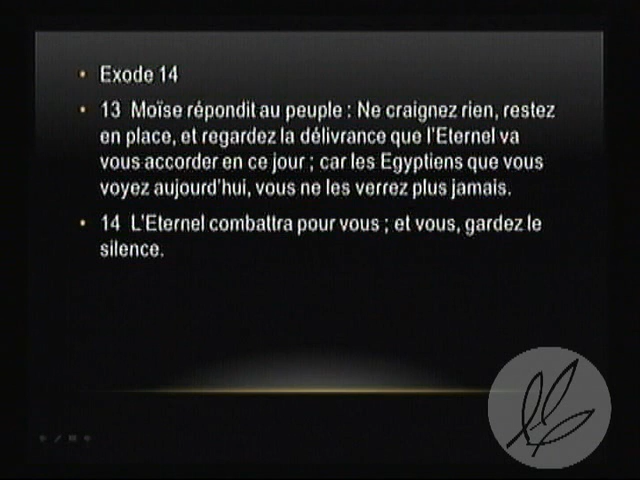 • Exode 14
• 13 Moïse répondit au peuple : Ne craignez rien, restez
en place, et regardez la délivrance que l'Eternel va
vous accorder en ce jour ; car les Egyptiens que vous
voyez aujourd'hui, vous ne les verrez plus jamais.
• 14 L'Eternel combattra pour vous ; et vous, gardez le
silence.